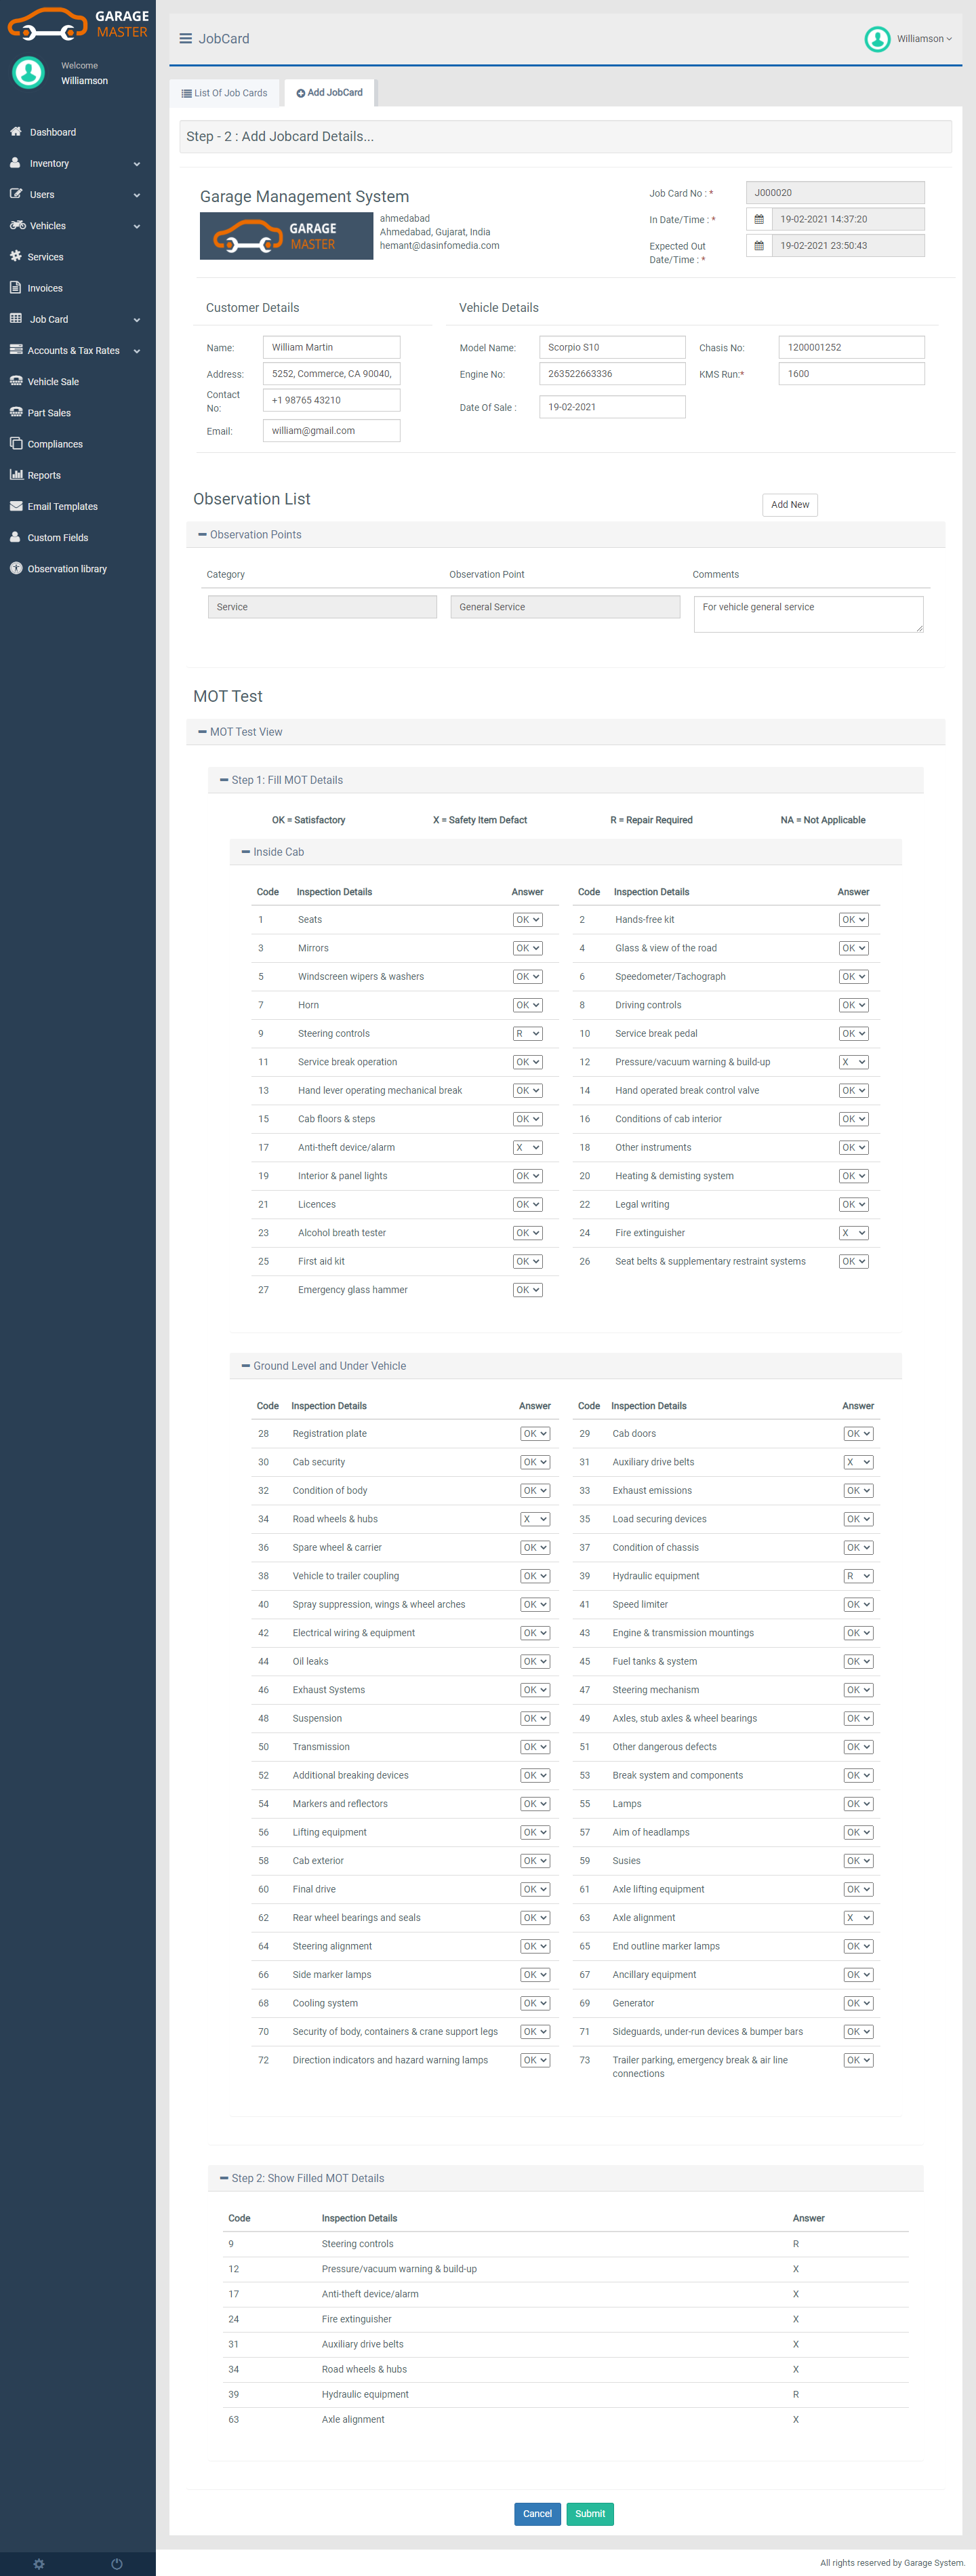 GARAGE
MASTER
Welcome
Williamson
Dashboard
Inventory
Users
Vehicles
Services
Invoices
Job Card
Accounts & Tax Rates
Vehicle Sale
Part Sales
Compliances
Reports
Email Templates
Custom Fields
Observation library
JobCard
Williamson
List Of Job Cards
Add JobCard
Step - 2 : Add Jobcard Details...
Garage Management System
GARAGE
MASTER
ahmedabad
Ahmedabad, Gujarat, India
hemant@dasinfomedia.com
Job Card No : * J000020
In Date/Time : * 19-02-2021 14:37:20
Expected Out
Date/Time : * 19-02-2021 23:50:43
Customer Details
Name: William Martin
Address: 5252, Commerce, CA 90040,
Contact
No: +1 98765 43210
Email: william@gmail.com
Vehicle Details
Model Name: Scorpio S10 Chasis No: 1200001252
Engine No: 263522663336 KMS Run:* 1600
Date Of Sale : 19-02-2021
Observation List
Add New
Observation Points
Category Observation Point Comments
Service General Service For vehicle general service
MOT Test
MOT Test View
Step 1: Fill MOT Details
OK = Satisfactory X = Safety Item Defact R = Repair Required NA = Not Applicable
Inside Cab
Code Inspection Details Answer Code Inspection Details Answer
1 Seats OK 2 Hands-free kit OK
3 Mirrors OK 4 Glass & view of the road OK
5 Windscreen wipers & washers OK 6 Speedometer/Tachograph OK
7 Horn OK 8 Driving controls OK
9 Steering controls R 10 Service break pedal OK
11 Service break operation OK 12 Pressure/vacuum warning & build-up X
13 Hand lever operating mechanical break OK 14 Hand operated break control valve OK
15 Cab floors & steps OK 16 Conditions of cab interior OK
17 Anti-theft device/alarm X 18 Other instruments OK
19 Interior & panel lights OK 20 Heating & demisting system OK
21 Licences OK 22 Legal writing OK
23 Alcohol breath tester OK 24 Fire extinguisher X
25 First aid kit OK 26 Seat belts & supplementary restraint systems OK
27 Emergency glass hammer OK
Ground Level and Under Vehicle
Code Inspection Details Answer Code Inspection Details Answer
28 Registration plate OK 29 Cab doors OK
30 Cab security OK 31 Auxiliary drive belts X
32 Condition of body OK 33 Exhaust emissions OK
34 Road wheels & hubs X 35 Load securing devices OK
36 Spare wheel & carrier OK 37 Condition of chassis OK
38 Vehicle to trailer coupling OK 39 Hydraulic equipment R
40 Spray suppression, wings & wheel arches OK 41 Speed limiter OK
42 Electrical wiring & equipment OK 43 Engine & transmission mountings OK
44 Oil leaks OK 45 Fuel tanks & system OK
46 Exhaust Systems OK 47 Steering mechanism OK
48 Suspension OK 49 Axles, stub axles & wheel bearings OK
50 Transmission OK 51 Other dangerous defects OK
52 Additional breaking devices OK 53 Break system and components OK
54 Markers and reflectors OK 55 Lamps OK
56 Lifting equipment OK 57 Aim of headlamps OK
58 Cab exterior OK 59 Susies OK
60 Final drive OK 61 Axle lifting equipment OK
62 Rear wheel bearings and seals OK 63 Axle alignment X
64 Steering alignment OK 65 End outline marker lamps OK
66 Side marker lamps OK 67 Ancillary equipment OK
68 Cooling system OK 69 Generator OK
70 Security of body, containers & crane support legs OK 71 Sideguards, under-run devices & bumper bars OK
72 Direction indicators and hazard warning lamps OK 73 Trailer parking, emergency break & air line OK
connections
Step 2: Show Filled MOT Details
Code Inspection Details Answer
9 Steering controls R
12 Pressure/vacuum warning & build-up X
17 Anti-theft device/alarm X
24 Fire extinguisher X
31 Auxiliary drive belts X
34 Road wheels & hubs X
39 Hydraulic equipment R
63 Axle alignment X
Cancel Submit
All rights reserved by Garage System.